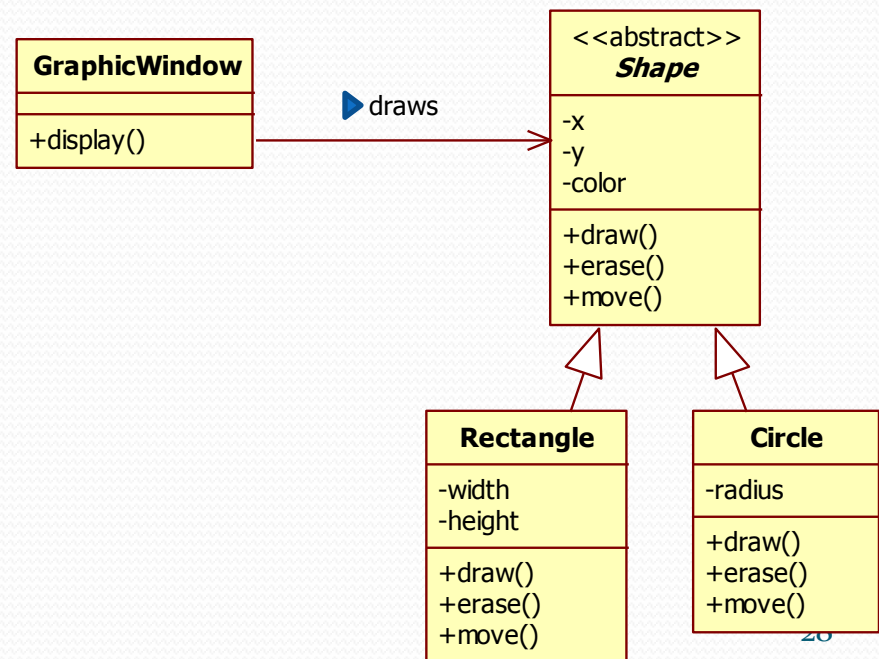 GraphicWindow
+display()
draws
<<abstract>>
Shape
-x
-y
-color
+draw()
+erase()
+move()
Rectangle
-width
-height
+draw()
+erase()
+move()
Circle
-radius
+draw()
+erase()
+move()